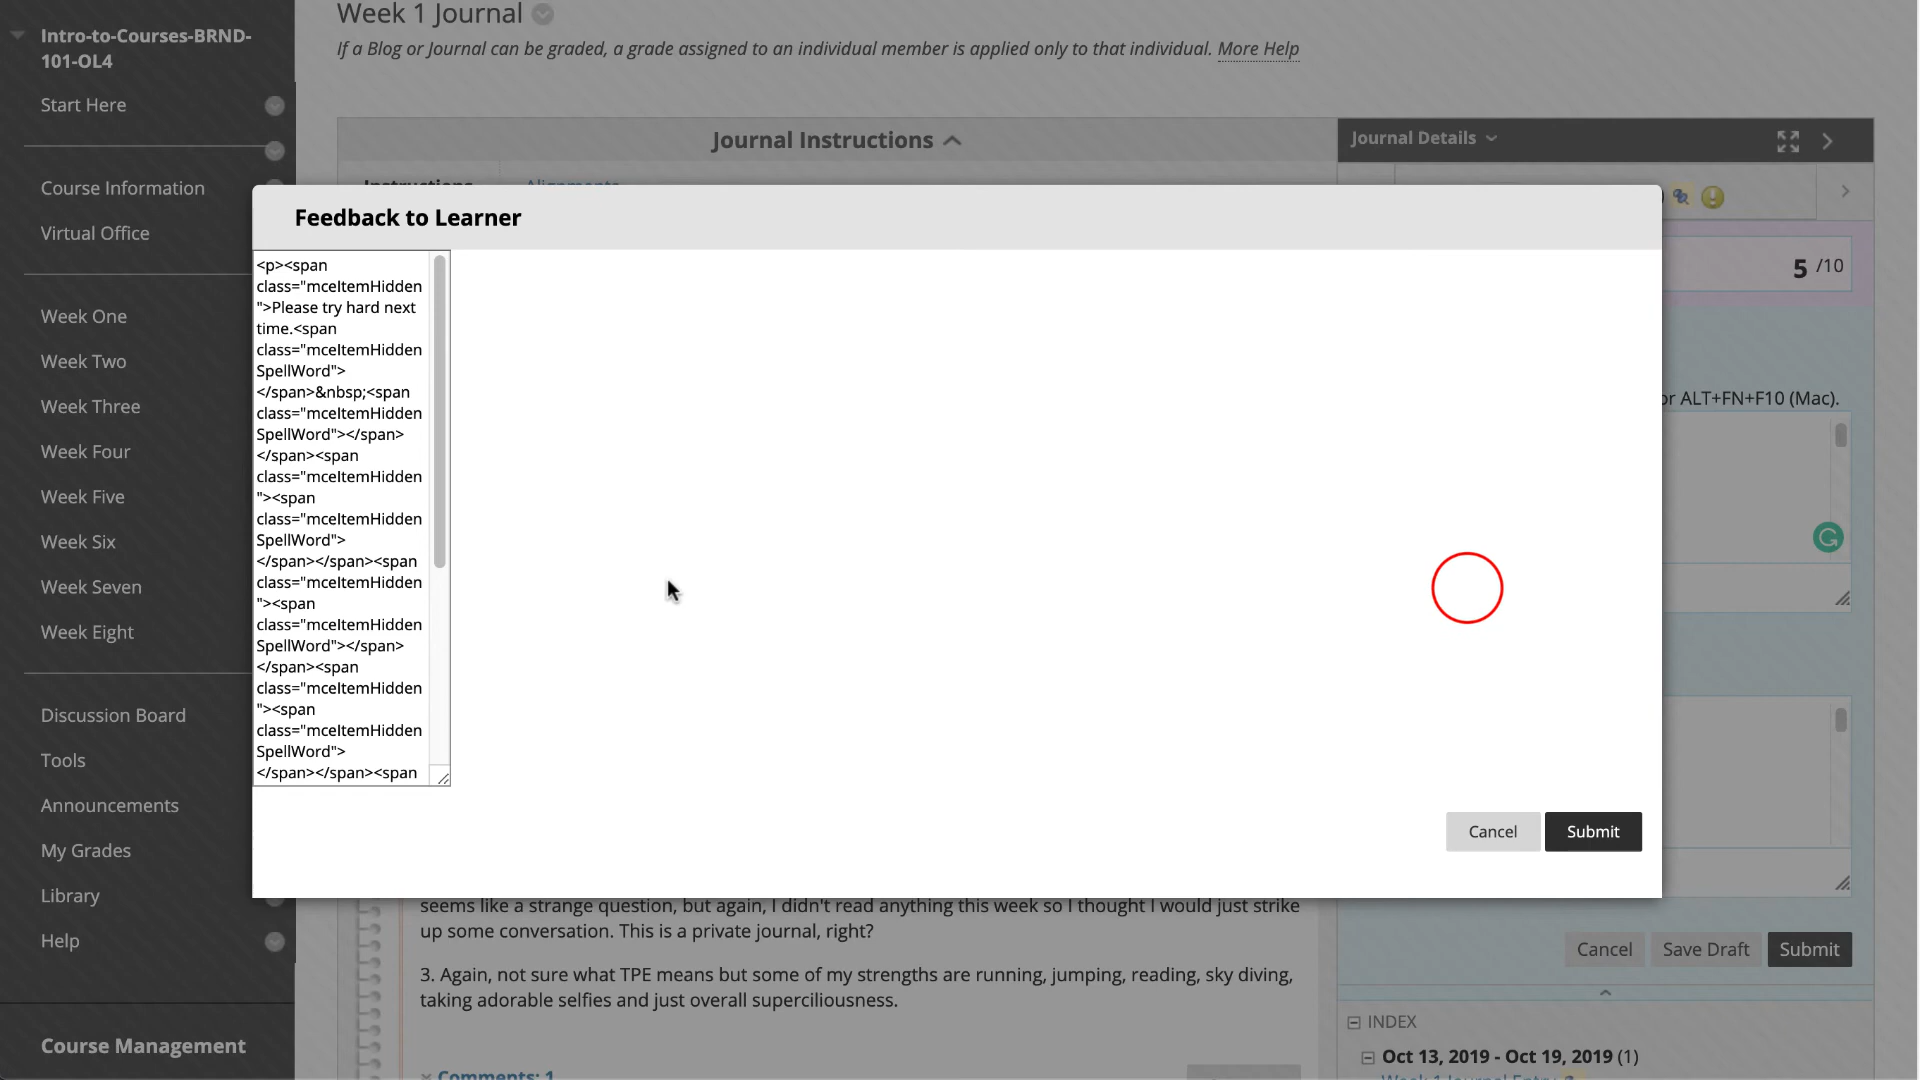 Intro-to-Courses-BRND-
101-OL4
Start Here
Course Information
Virtual Office
Week One
Week Two
Week Three
Week Four
Week Five
Week Six
Week Seven
Week Eight
Discussion Board
Tools
Announcements
My Grades
Library
Help
Course Management
Week 1 Journal
If a Blog or Journal can be graded, a grade assigned to an individual member is applied only to that individual. More Help
Journal Instructions
Instructions Alignments
Journal Details
5 /10
or ALT+FN+F10 (Mac).
Feedback to Learner
<p><span
class="mceItemHidden
">Please try hard next
time.<span
class="mceItemHidden
SpellWord">
</span>&nbsp;<span
class="mceItemHidden
SpellWord"></span>
</span><span
class="mceItemHidden
"><span
class="mceItemHidden
SpellWord">
</span></span><span
class="mceItemHidden
"><span
class="mceItemHidden
SpellWord"></span>
</span><span
class="mceItemHidden
"><span
class="mceItemHidden
SpellWord">
</span></span><span
Cancel Submit
seems like a strange question, but again, I didn't read anything this week so I thought I would just strike
up some conversation. This is a private journal, right?
3. Again, not sure what TPE means but some of my strengths are running, jumping, reading, sky diving,
taking adorable selfies and just overall superciliousness.
Comments: 1
Cancel Save Draft Submit
INDEX
Oct 13, 2019 - Oct 19, 2019 (1)
Week 1 Journal Entry